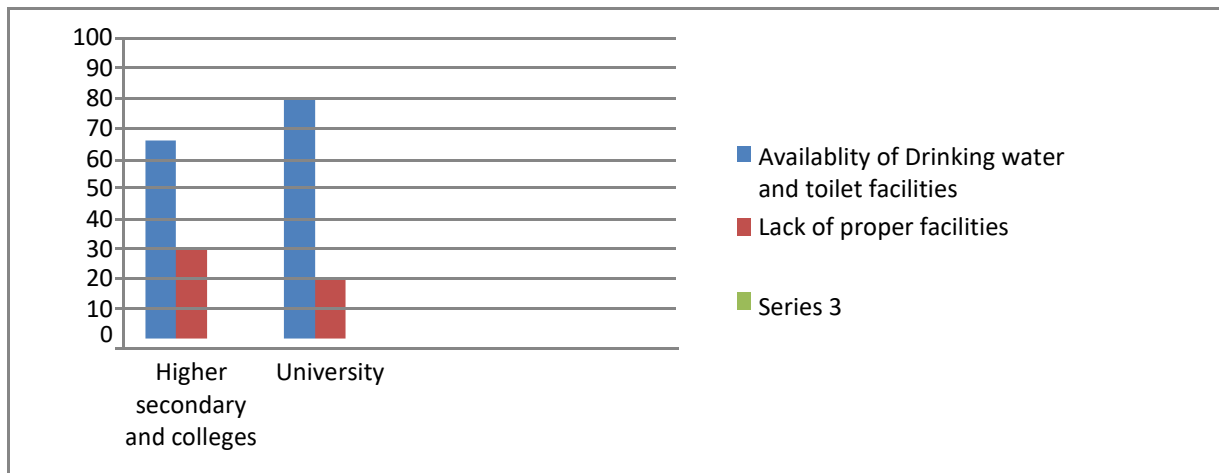 100
90
80
70
60
50
40
30
20
10
0
Higher
secondary
and colleges
University
Availablity of Drinking water
and toilet facilities
Lack of proper facilities
Series 3